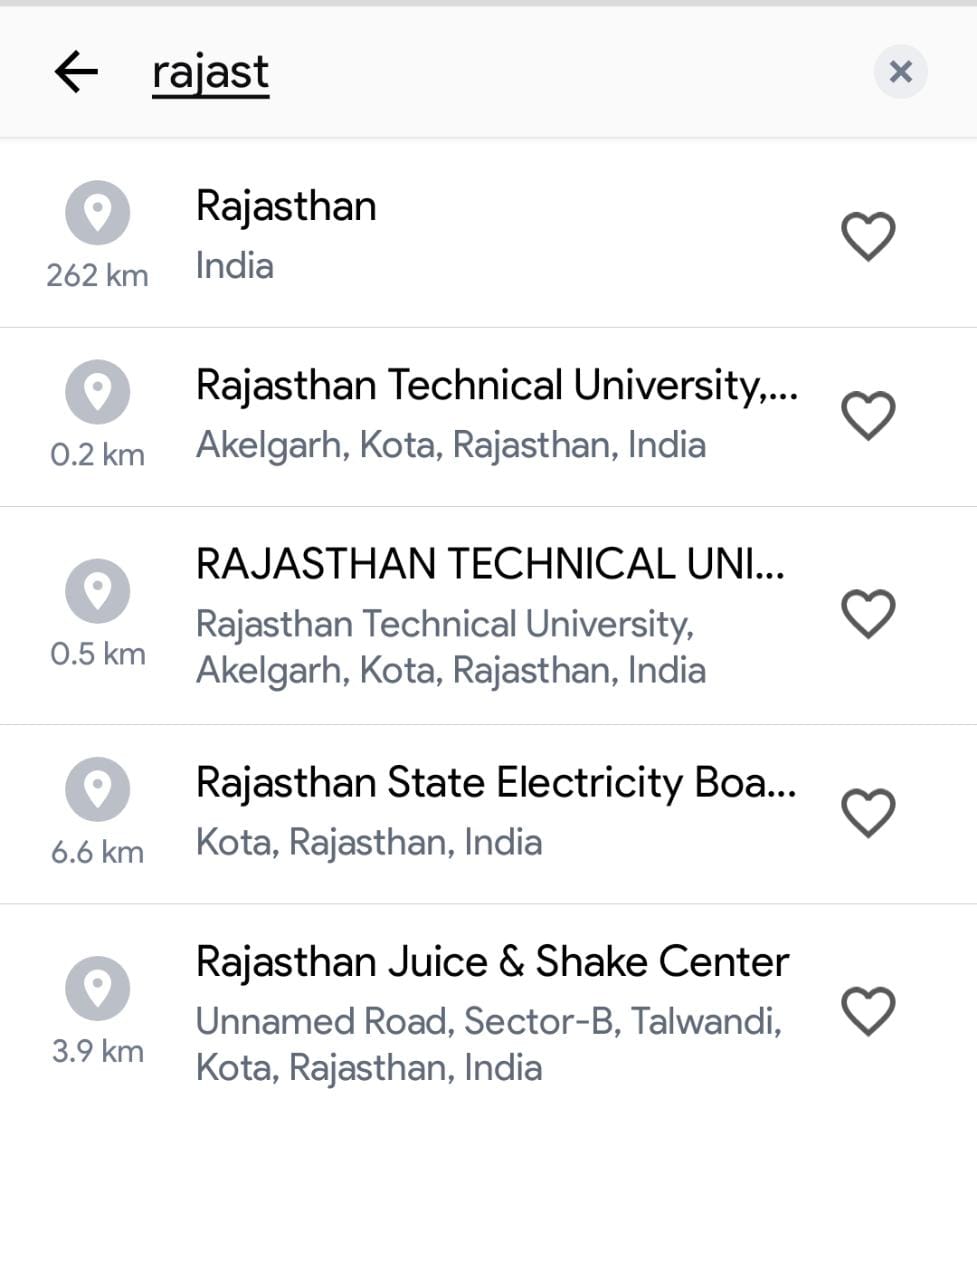 rajast
Rajasthan
262 km
India
Rajasthan Technical University,...
0.2 km
Akelgarh, Kota, Rajasthan, India
RAJASTHAN TECHNICAL UNI...
0.5 km
Rajasthan Technical University,
Akelgarh, Kota, Rajasthan, India
Rajasthan State Electricity Boa...
6.6 km
Kota, Rajasthan, India
Rajasthan Juice & Shake Center
3.9 km
Unnamed Road, Sector-B, Talwandi,
Kota, Rajasthan, India